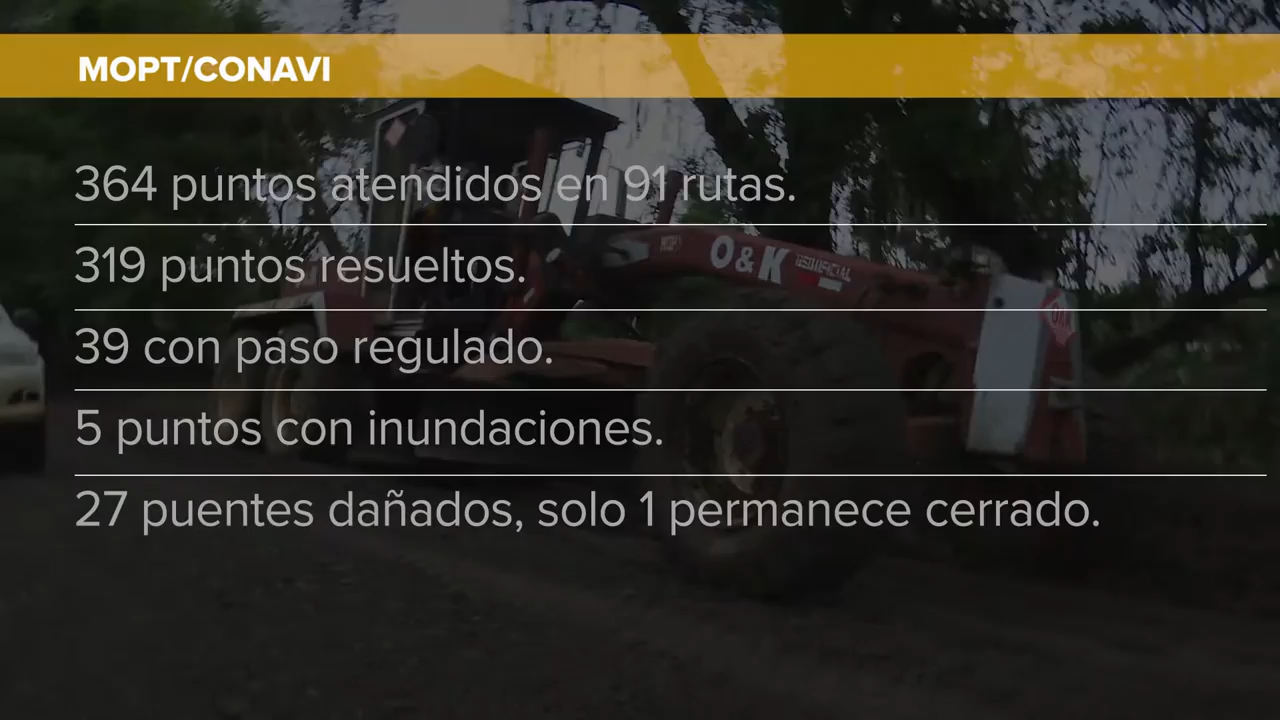 MOPT/CONAVI
364 puntos atendidos en 91 rutas.
319 puntos resueltos.
39 con paso regulado.
5 puntos con inundaciones.
27 puentes dañados, solo 1 permanece cerrado.
O&K